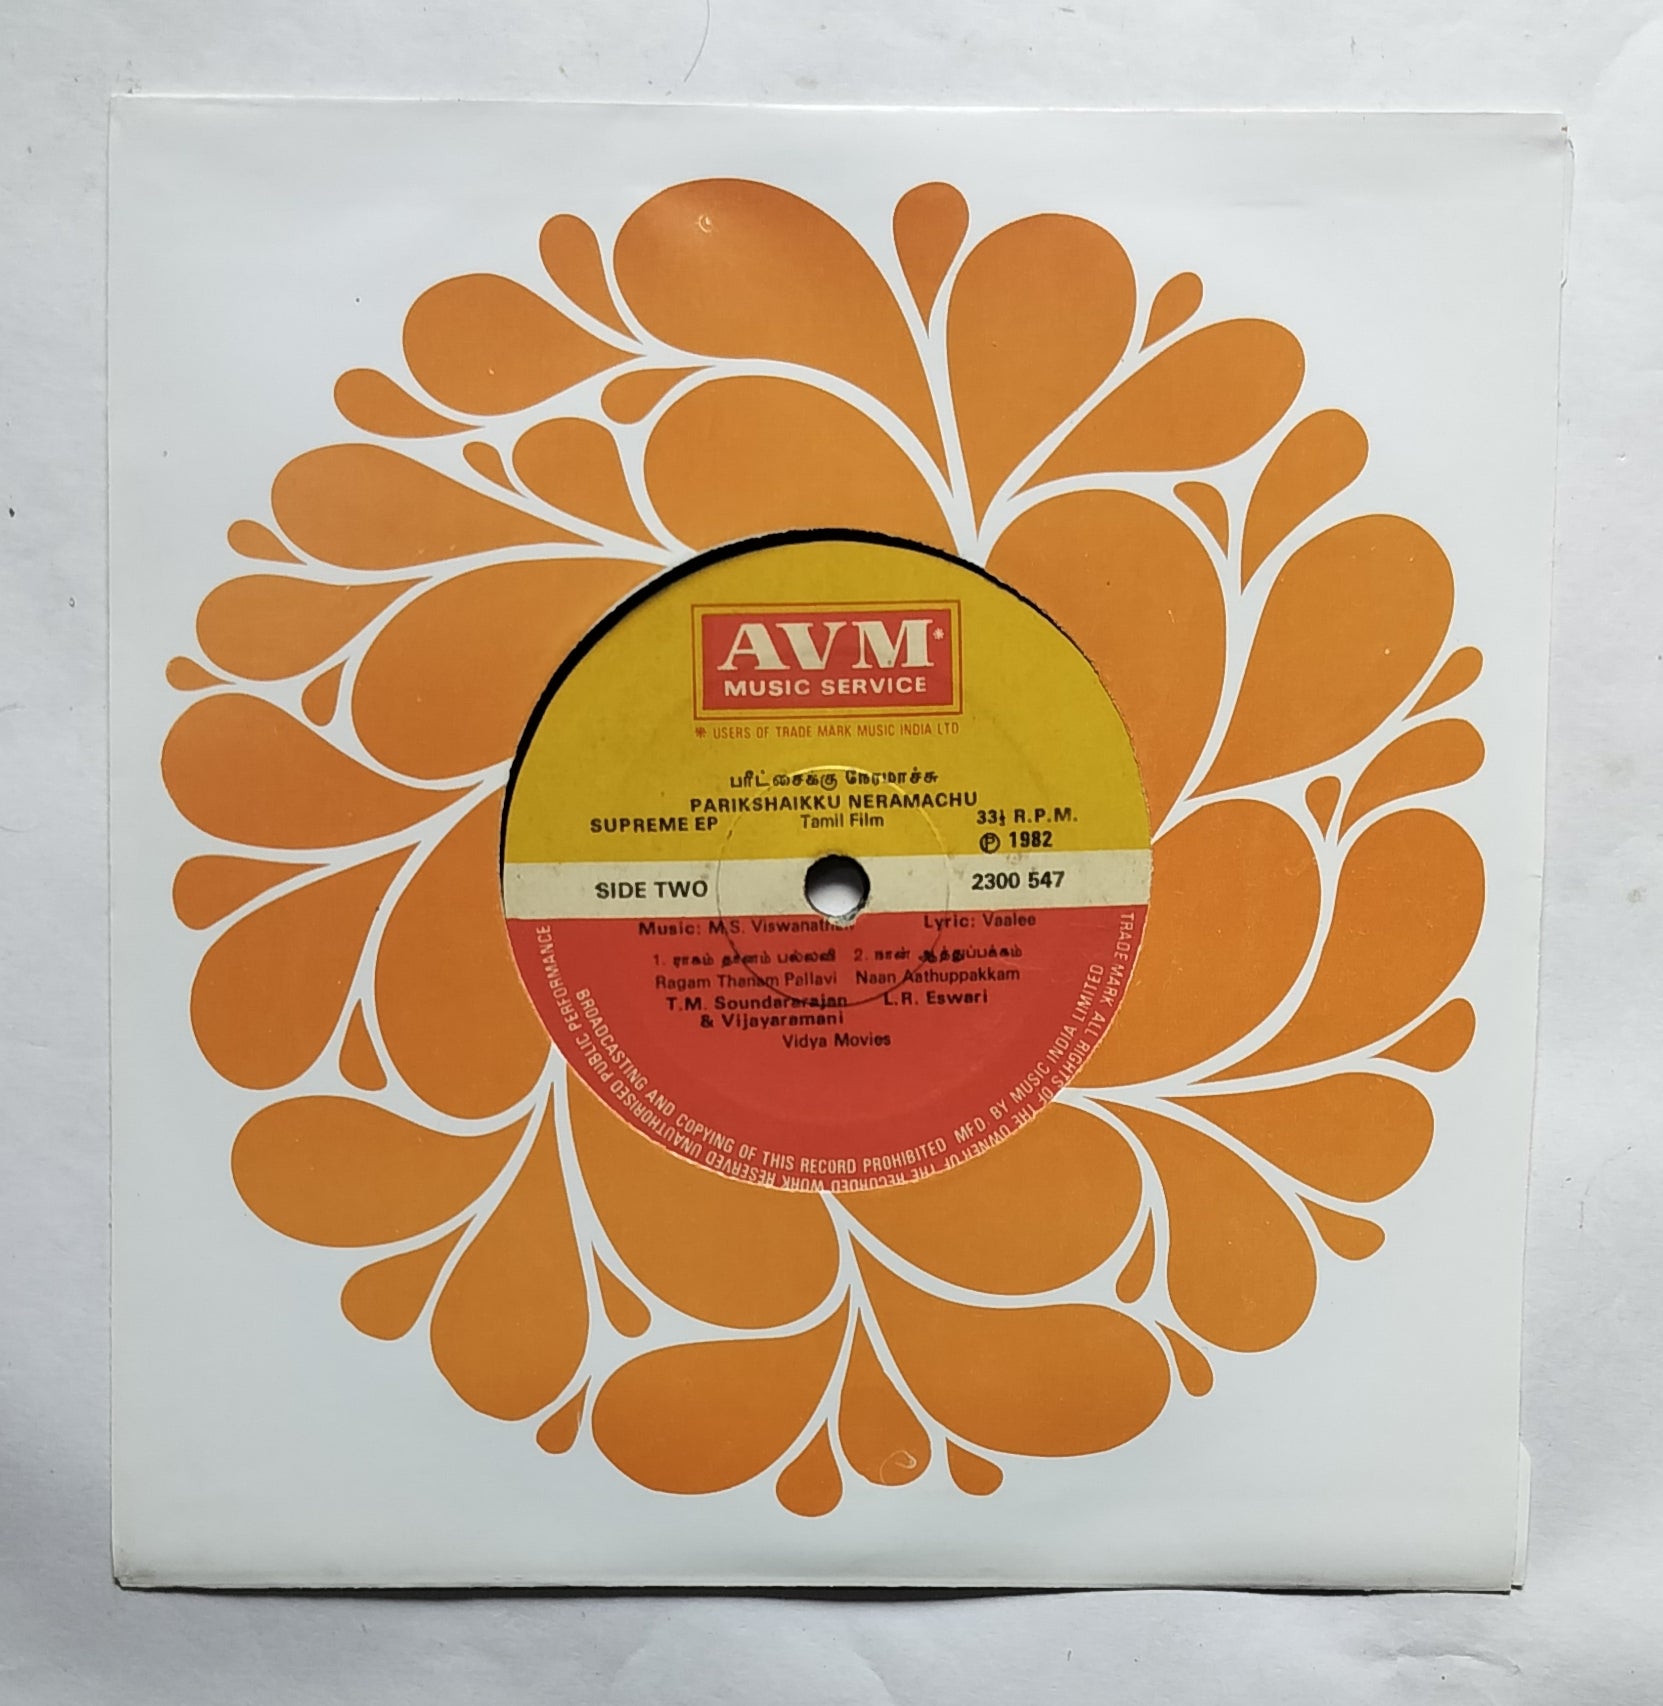 AVM*
MUSIC SERVICE
* USERS OF TRADE MARK MUSIC INDIA LTD
பரீட்சைக்கு நேரமாச்சு
PARIKSHAIKKU NERAMACHU
SUPREME EP Tamil Film 33⅓ R.P.M.
℗ 1982
SIDE TWO 2300 547
Music: M.S. Viswanathan Lyric: Vaalee
1. ராகம் தானம் பல்லவி 2. நான் ஆத்துப்பக்கம்
Ragam Thanam Pallavi Naan Aathuppakkam
T.M. Soundararajan L.R. Eswari
& Vijayaramani
Vidya Movies
BROADCASTING AND COPYING OF THIS RECORD PROHIBITED MFD. BY MUSIC INDIA LIMITED
TRADE MARK ALL RIGHTS OF THE OWNER OF THE RECORDED WORK RESERVED UNAUTHORISED PUBLIC PERFORMANCE